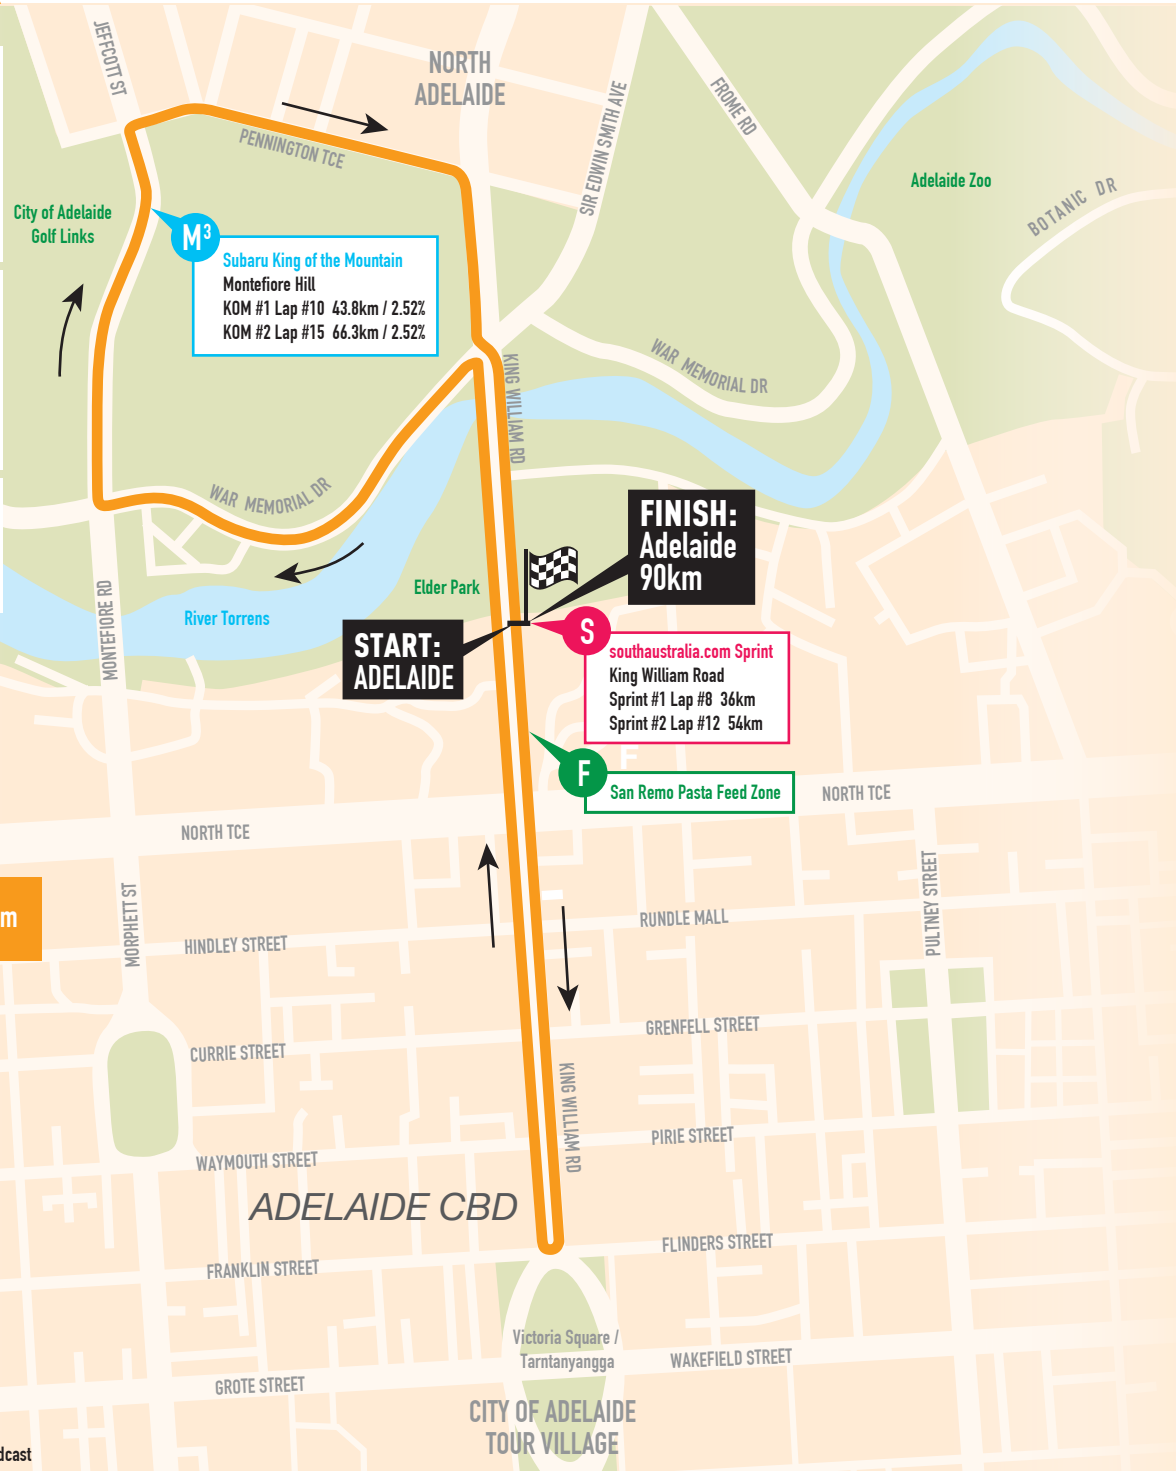 JEFFCOTT ST
NORTH
ADELAIDE
PENNINGTON TCE
SIR EDWIN SMITH AVE
FROME RD
Adelaide Zoo
BOTANIC DR
City of Adelaide
Golf Links
M3
Subaru King of the Mountain
Montefiore Hill
KOM #1 Lap #10 43.8km / 2.52%
KOM #2 Lap #15 66.3km / 2.52%
WAR MEMORIAL DR
KING WILLIAM RD
WAR MEMORIAL DR
FINISH:
Adelaide
90km
Elder Park
River Torrens
MONTEFIORE RD
START:
ADELAIDE
S
southaustralia.com Sprint
King William Road
Sprint #1 Lap #8 36km
Sprint #2 Lap #12 54km
F
F
San Remo Pasta Feed Zone
NORTH TCE
NORTH TCE
MORPHETT ST
PULTNEY STREET
m
HINDLEY STREET
RUNDLE MALL
CURRIE STREET
GRENFELL STREET
KING WILLIAM RD
WAYMOUTH STREET
PIRIE STREET
ADELAIDE CBD
FRANKLIN STREET
FLINDERS STREET
Victoria Square /
Tarntanyangga
GROTE STREET
WAKEFIELD STREET
CITY OF ADELAIDE
TOUR VILLAGE
dcast